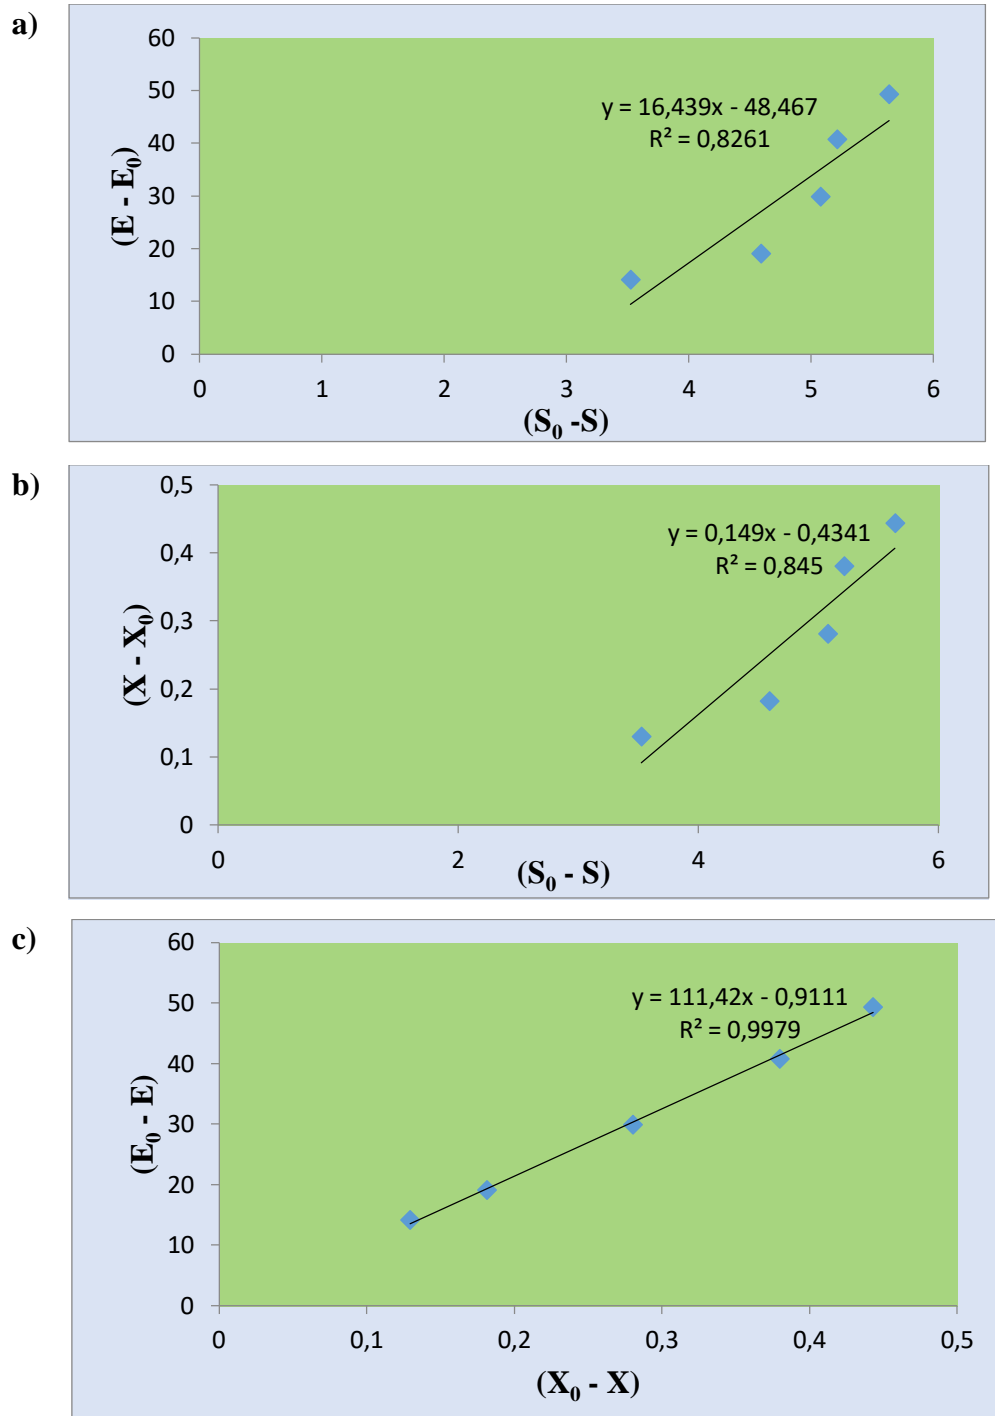 a)
60
50
40
30
20
10
0
(E - E₀)
y = 16,439x - 48,467
R² = 0,8261
0 1 2 3 4 5 6
(S₀ -S)
b)
0,5
0,4
0,3
0,2
0,1
0
(X - X₀)
y = 0,149x - 0,4341
R² = 0,845
0 2 4 6
(S₀ - S)
c)
60
50
40
30
20
10
0
(E₀ - E)
y = 111,42x - 0,9111
R² = 0,9979
0 0,1 0,2 0,3 0,4 0,5
(X₀ - X)